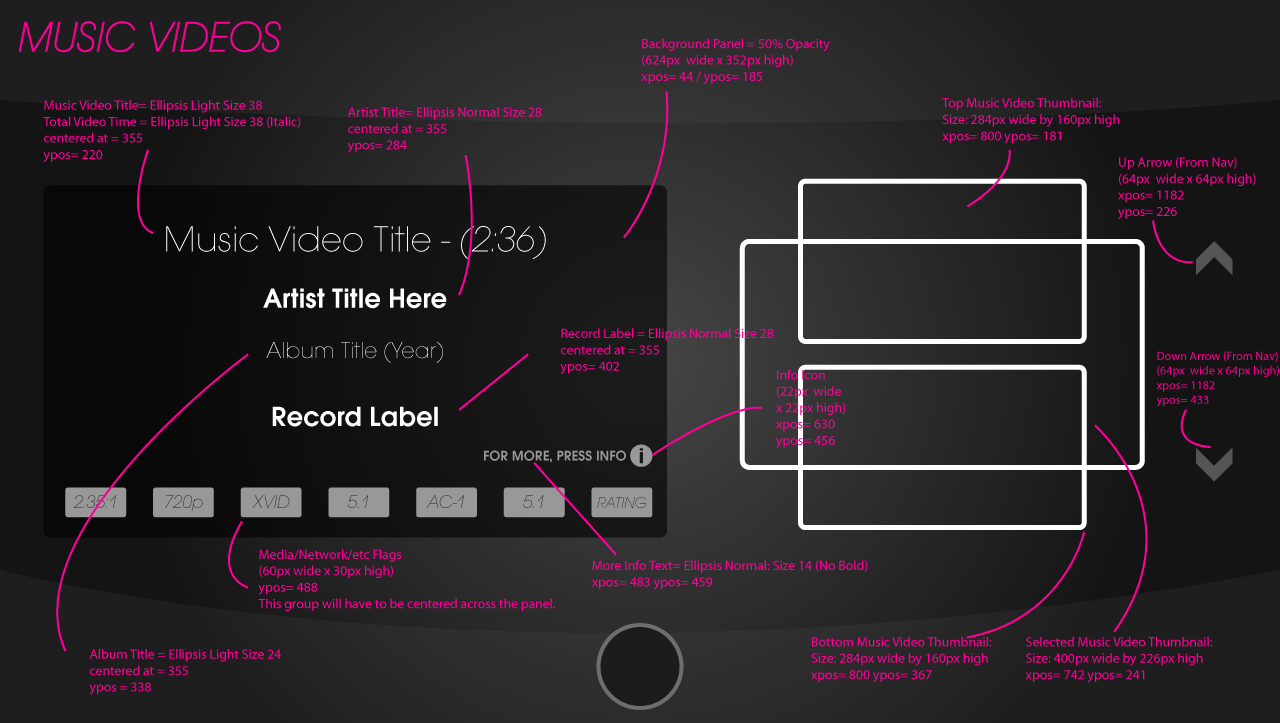 MUSIC VIDEOS
Background Panel = 50% Opacity
(624px wide x 352px high)
xpos= 44 / ypos= 185
Music Video Title= Ellipsis Light Size 38
Total Video Time = Ellipsis Light Size 38 (Italic)
centered at = 355
ypos= 220
Artist Title= Ellipsis Normal Size 28
centered at = 355
ypos= 284
Top Music Video Thumbnail:
Size: 284px wide by 160px high
xpos= 800 ypos= 181
Up Arrow (From Nav)
(64px wide x 64px high)
xpos= 1182
ypos= 226
Music Video Title - (2:36)
Artist Title Here
Album Title (Year)
Record Label
Record Label = Ellipsis Normal Size 28
centered at = 355
ypos= 402
Info Icon
(22px wide
x 22px high)
xpos= 630
ypos= 456
Down Arrow (From Nav)
(64px wide x 64px high)
xpos= 1182
ypos= 433
FOR MORE, PRESS INFO i
2.35:1 720p XVID 5.1 AC-1 5.1 RATING
Media/Network/etc Flags
(60px wide x 30px high)
ypos= 488
This group will have to be centered across the panel.
More Info Text= Ellipsis Normal: Size 14 (No Bold)
xpos= 483 ypos= 459
Album Title = Ellipsis Light Size 24
centered at = 355
ypos = 338
Bottom Music Video Thumbnail:
Size: 284px wide by 160px high
xpos= 800 ypos= 367
Selected Music Video Thumbnail:
Size: 400px wide by 226px high
xpos= 742 ypos= 241